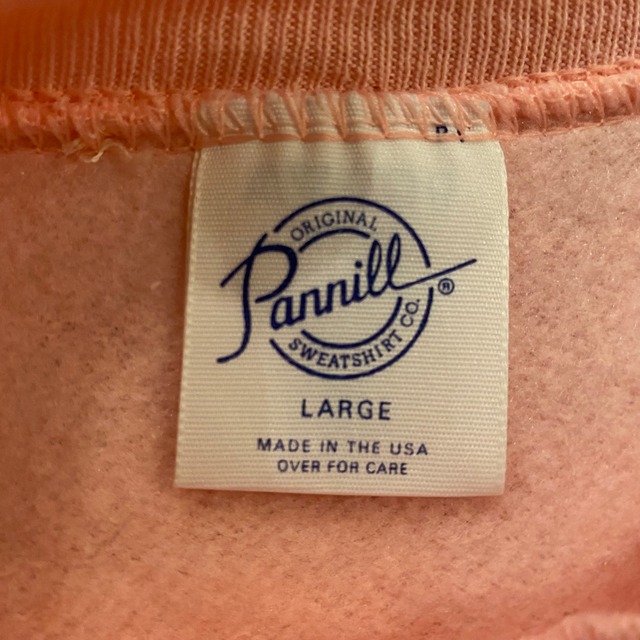 ORIGINAL
Pannill
SWEATSHIRT CO.
®
LARGE
MADE IN THE USA
OVER FOR CARE